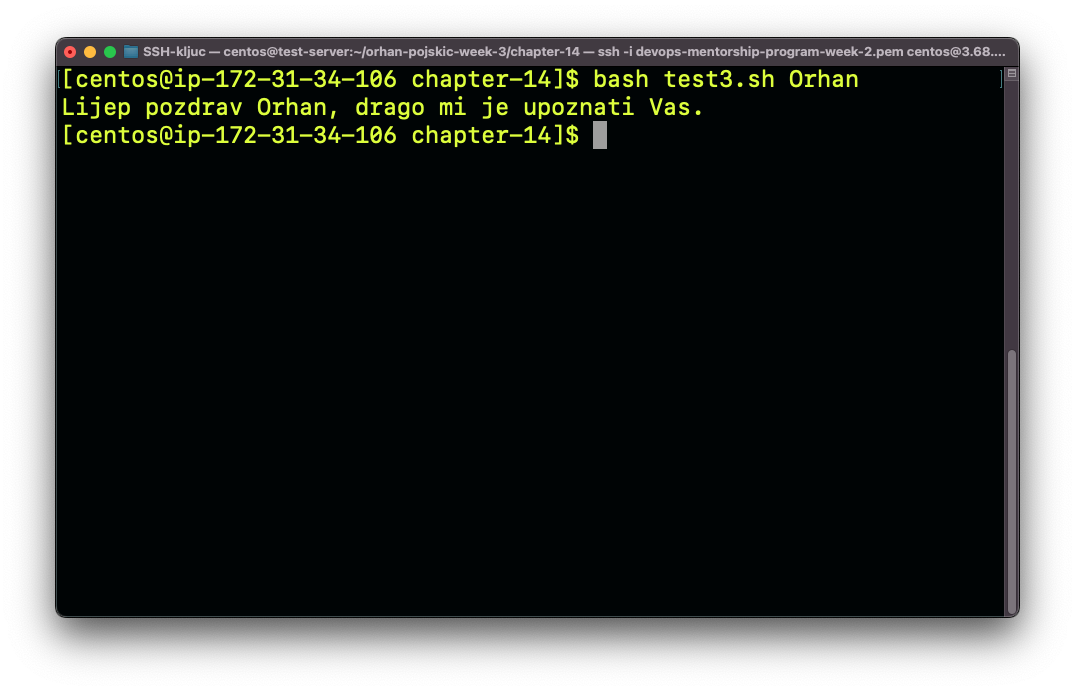 SSH-kljuc — centos@test-server:~/orhan-pojskic-week-3/chapter-14 — ssh -i devops-mentorship-program-week-2.pem centos@3.68....
[centos@ip-172-31-34-106 chapter-14]$ bash test3.sh Orhan
Lijep pozdrav Orhan, drago mi je upoznati Vas.
[centos@ip-172-31-34-106 chapter-14]$